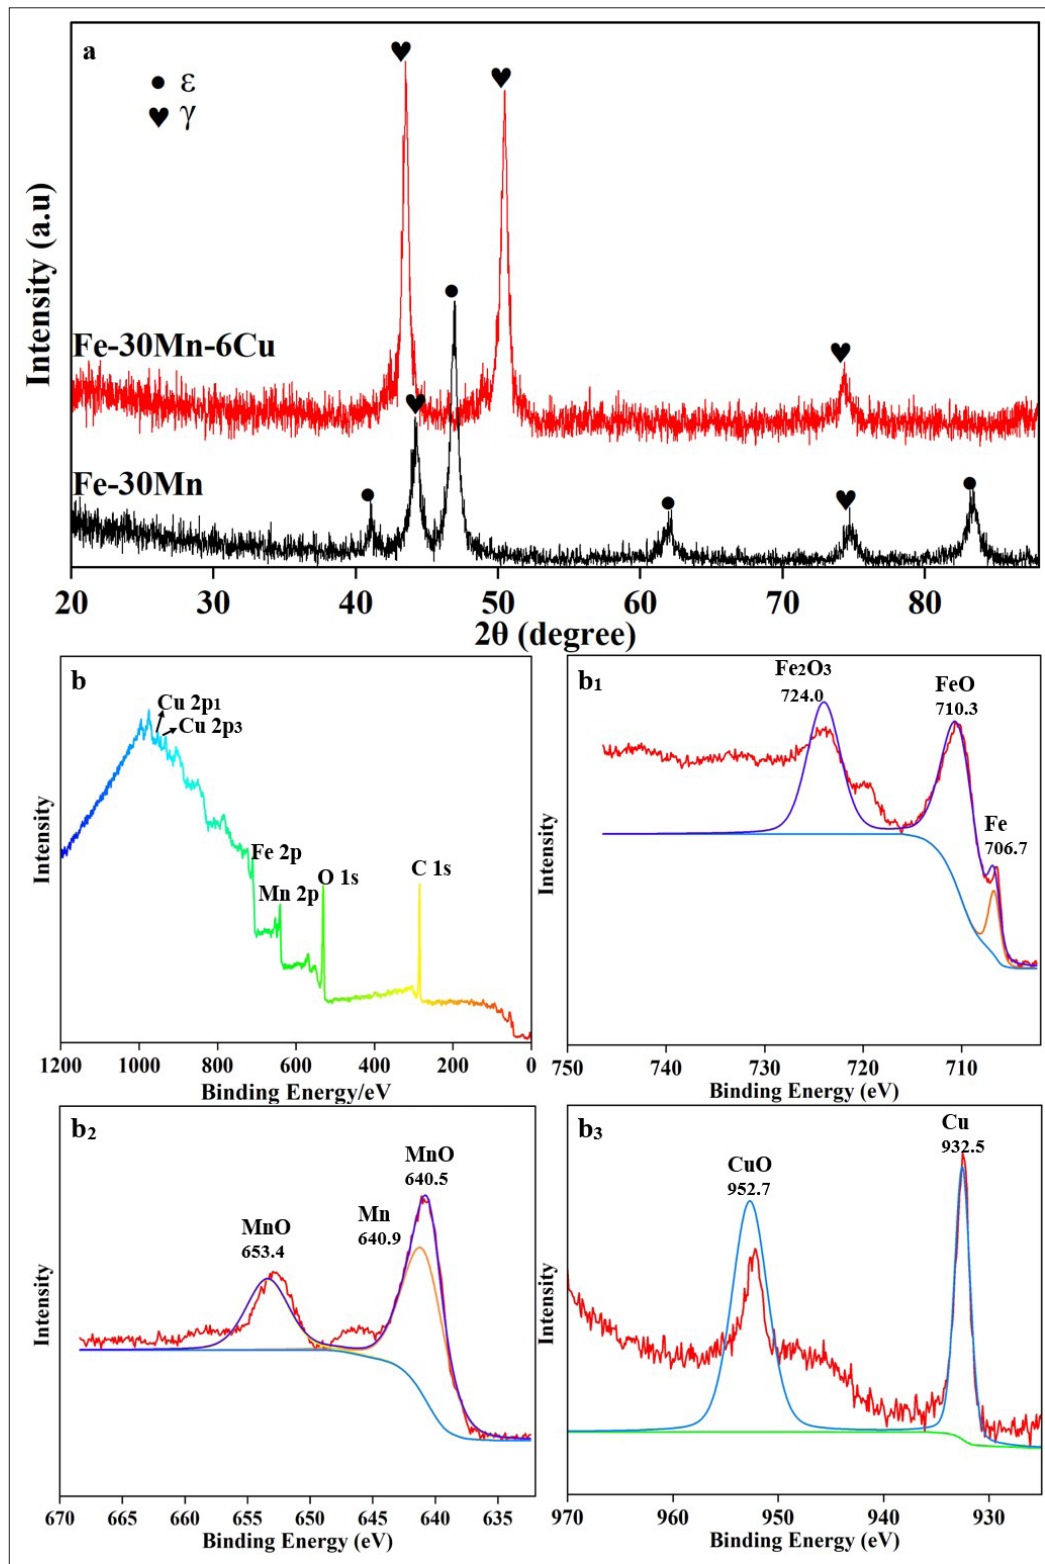 a
● ε
♥ γ
Intensity (a.u)
Fe-30Mn-6Cu
Fe-30Mn
20 30 40 50 60 70 80
2θ (degree)
b
Cu 2p1
Cu 2p3
Fe 2p
Mn 2p
O 1s
C 1s
Intensity
1200 1000 800 600 400 200 0
Binding Energy/eV
b₁
Fe₂O₃
724.0
FeO
710.3
Fe
706.7
Intensity
750 740 730 720 710
Binding Energy (eV)
b₂
MnO
653.4
Mn
640.9
MnO
640.5
Intensity
670 665 660 655 650 645 640 635
Binding Energy (eV)
b₃
CuO
952.7
Cu
932.5
Intensity
970 960 950 940 930
Binding Energy (eV)